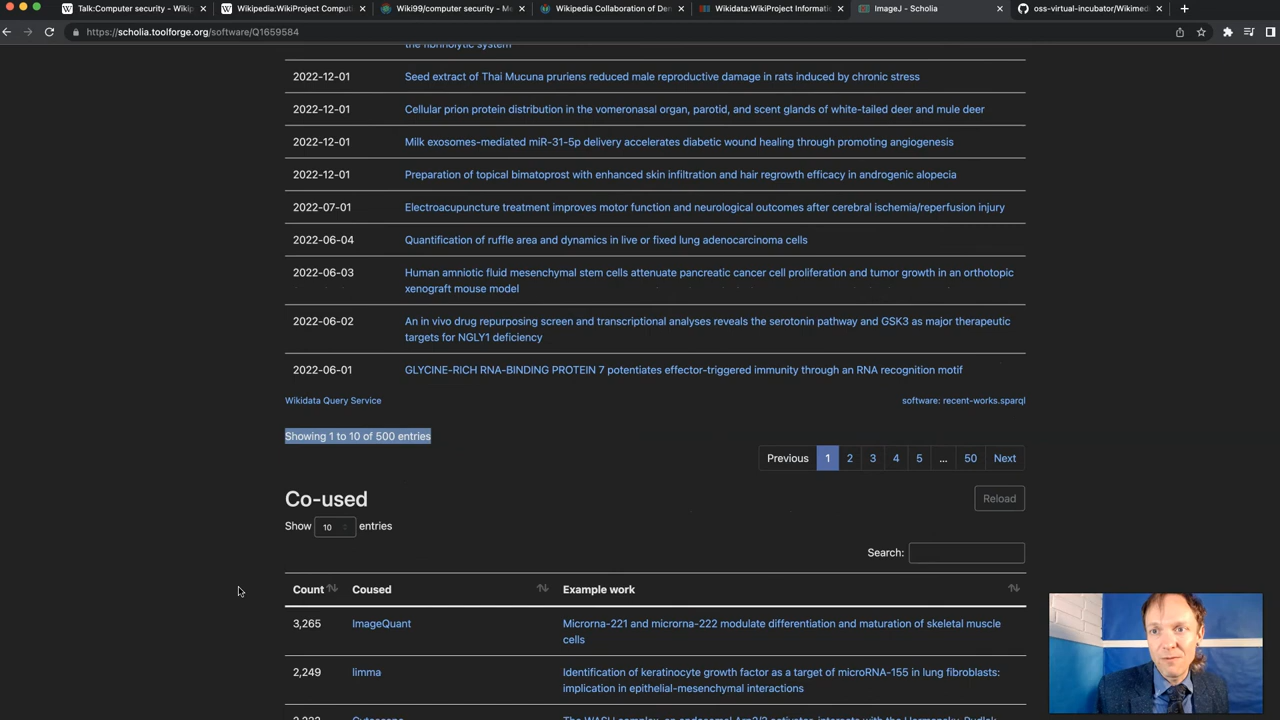 Talk:Computer security - Wikip
Wikipedia:WikiProject Comput
Wiki99/computer security - Me
Wikipedia Collaboration of Den
Wikidata:WikiProject Informati
ImageJ - Scholia
oss-virtual-incubator/Wikimed
https://scholia.toolforge.org/software/Q1659584
the fibrinolytic system
2022-12-01 Seed extract of Thai Mucuna pruriens reduced male reproductive damage in rats induced by chronic stress
2022-12-01 Cellular prion protein distribution in the vomeronasal organ, parotid, and scent glands of white-tailed deer and mule deer
2022-12-01 Milk exosomes-mediated miR-31-5p delivery accelerates diabetic wound healing through promoting angiogenesis
2022-12-01 Preparation of topical bimatoprost with enhanced skin infiltration and hair regrowth efficacy in androgenic alopecia
2022-07-01 Electroacupuncture treatment improves motor function and neurological outcomes after cerebral ischemia/reperfusion injury
2022-06-04 Quantification of ruffle area and dynamics in live or fixed lung adenocarcinoma cells
2022-06-03 Human amniotic fluid mesenchymal stem cells attenuate pancreatic cancer cell proliferation and tumor growth in an orthotopic
xenograft mouse model
2022-06-02 An in vivo drug repurposing screen and transcriptional analyses reveals the serotonin pathway and GSK3 as major therapeutic
targets for NGLY1 deficiency
2022-06-01 GLYCINE-RICH RNA-BINDING PROTEIN 7 potentiates effector-triggered immunity through an RNA recognition motif
Wikidata Query Service software: recent-works.sparql
Showing 1 to 10 of 500 entries
Previous 1 2 3 4 5 ... 50 Next
Co-used Reload
Show 10 entries
Search:
Count Coused Example work
3,265 ImageQuant Microrna-221 and microrna-222 modulate differentiation and maturation of skeletal muscle
cells
2,249 limma Identification of keratinocyte growth factor as a target of microRNA-155 in lung fibroblasts:
implication in epithelial-mesenchymal interactions